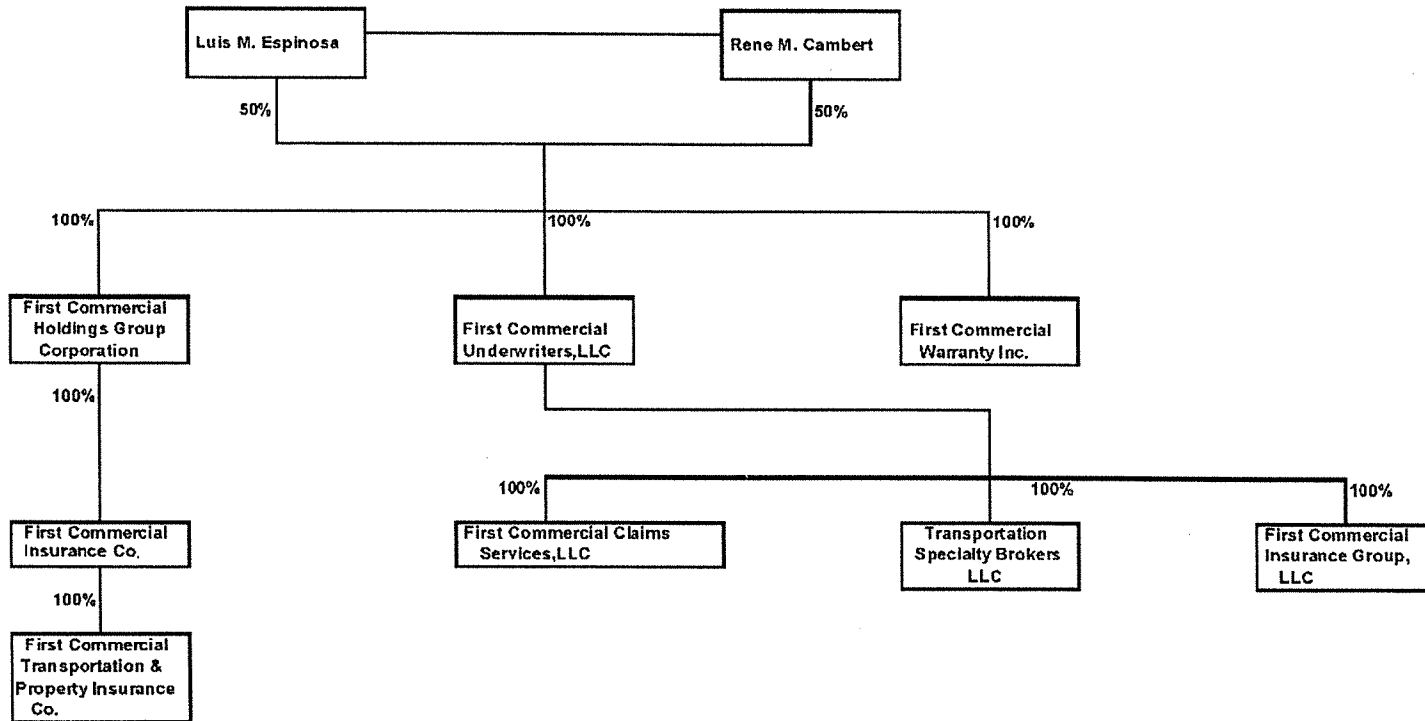 Luis M. Espinosa
Rene M. Cambert
50%
50%
100%
100%
100%
First Commercial
Holdings Group
Corporation
First Commercial
Underwriters,LLC
First Commercial
Warranty Inc.
100%
100%
100%
100%
First Commercial
Insurance Co.
First Commercial Claims
Services,LLC
Transportation
Specialty Brokers
LLC
First Commercial
Insurance Group,
LLC
100%
First Commercial
Transportation &
Property Insurance
Co.